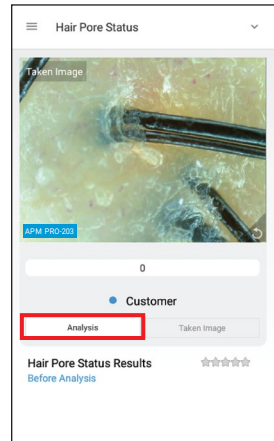 Hair Pore Status
Taken Image
APM PRO-203
0
Customer
Analysis
Taken Image
Hair Pore Status Results
Before Analysis